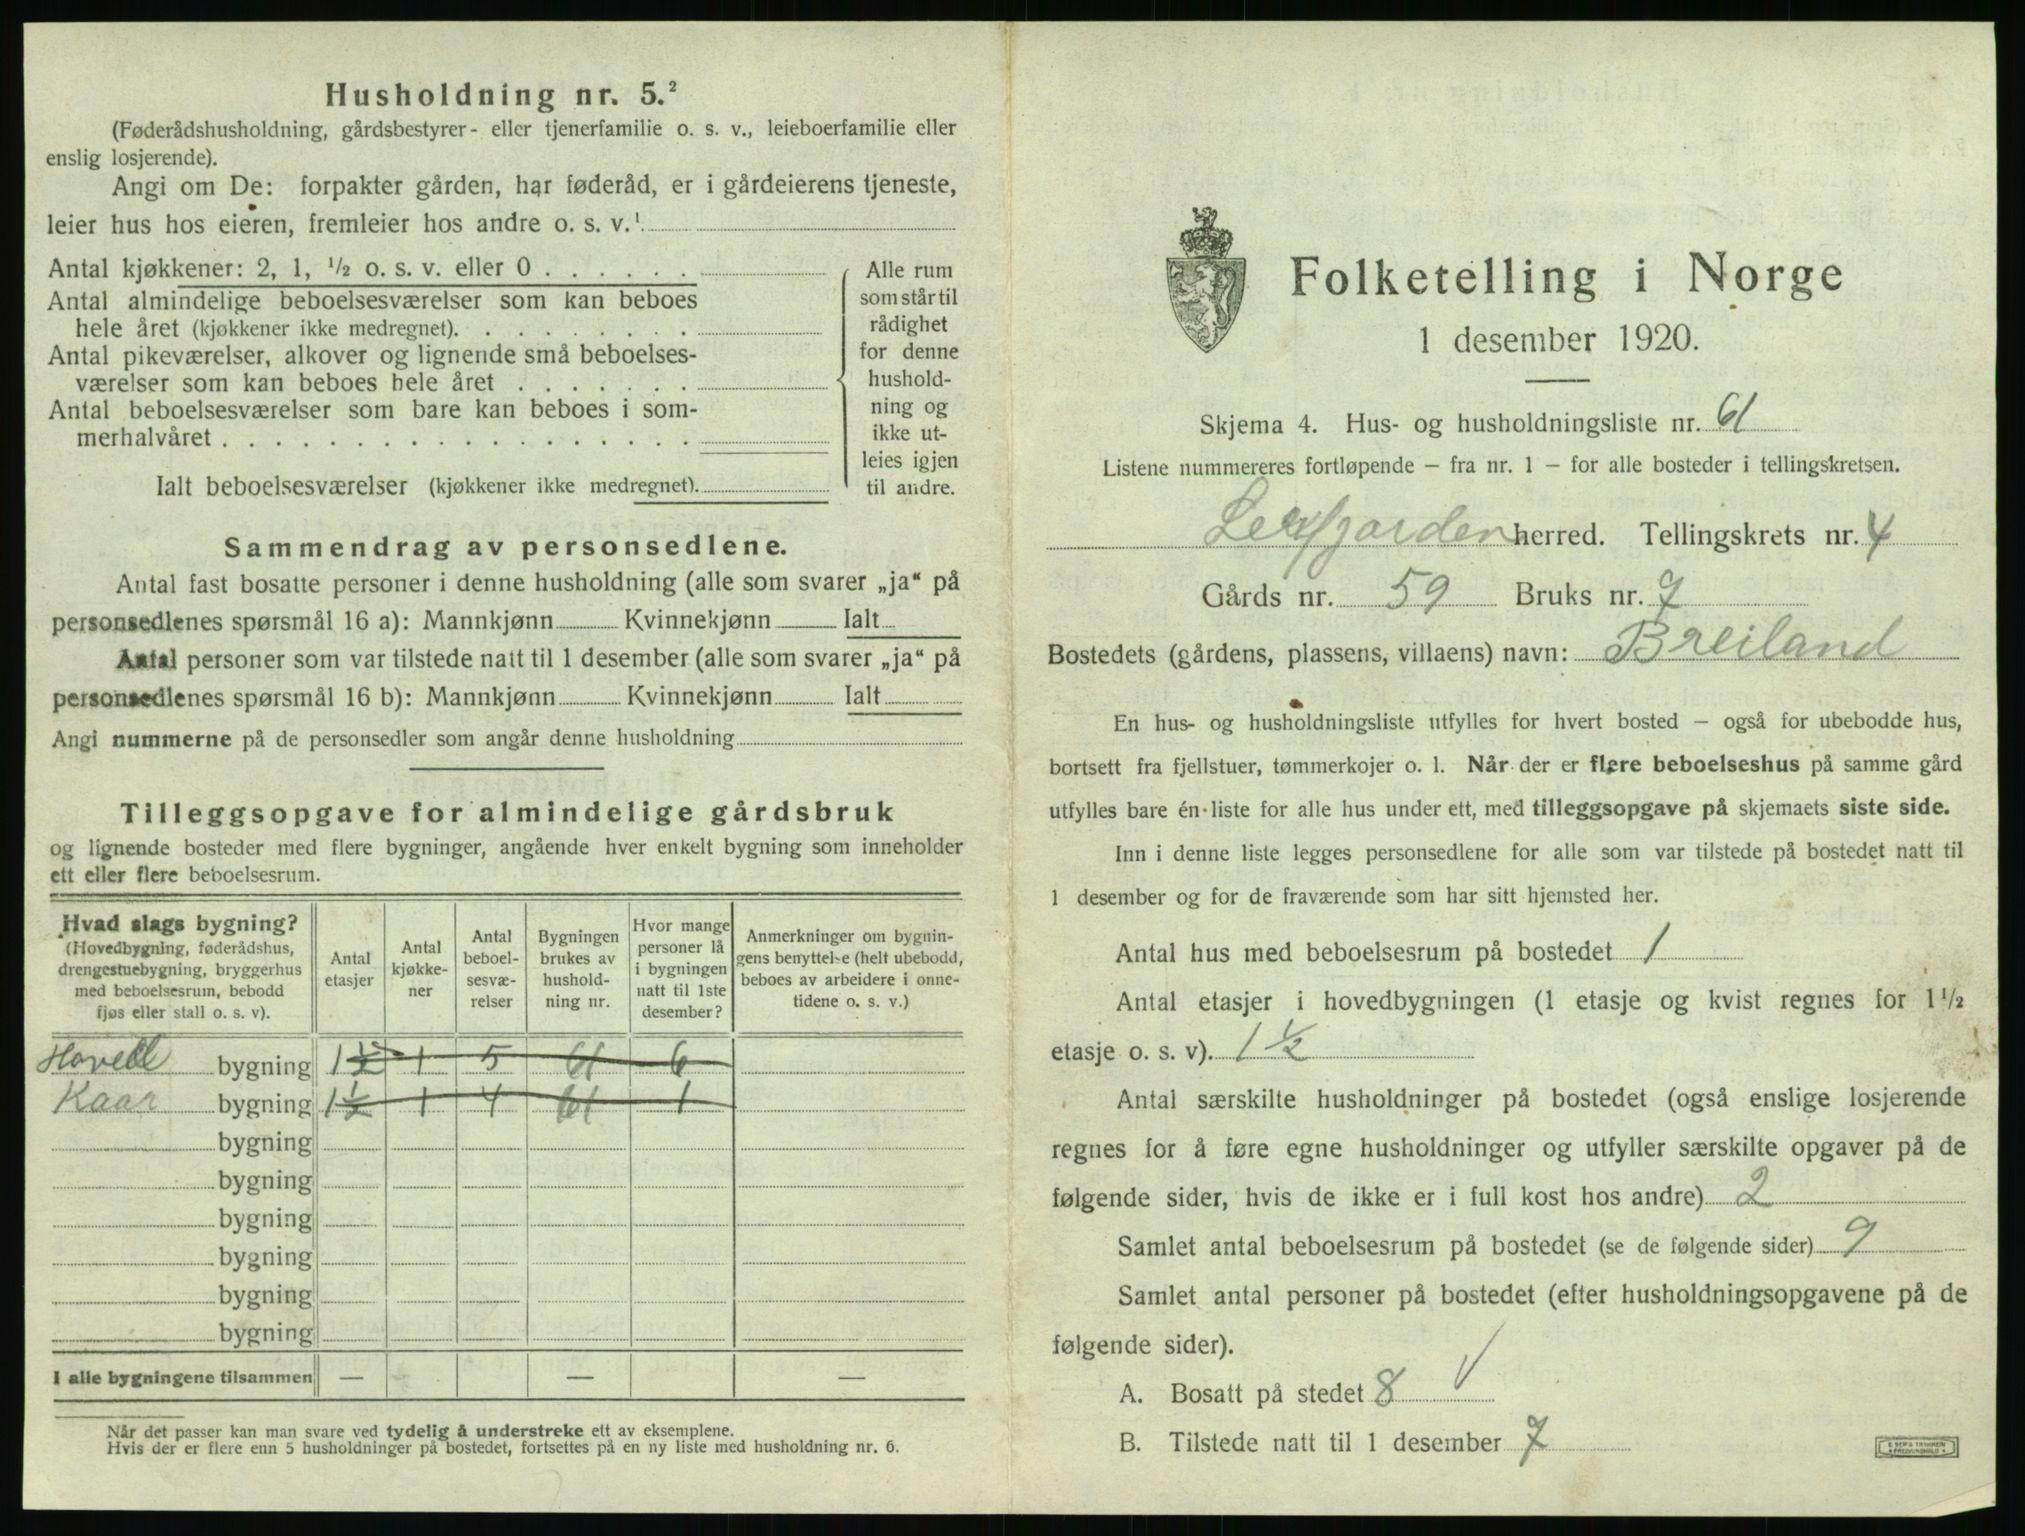 Husholdning nr. 5.²
(Føderådshusholdning, gårdsbestyrer- eller tjenerfamilie o. s. v., leieboerfamilie eller
enslig losjerende).
Angi om De: forpakter gården, har føderåd, er i gårdeierens tjeneste,
leier hus hos eieren, fremleier hos andre o. s. v.¹
Antal kjøkkener: 2, 1, ½ o. s. v. eller 0
Antal almindelige beboelsesværelser som kan beboes
hele året (kjøkkener ikke medregnet).
Antal pikeværelser, alkover og lignende små beboelses-
værelser som kan beboes hele året
Antal beboelsesværelser som bare kan beboes i som-
merhalvåret
Ialt beboelsesværelser (kjøkkener ikke medregnet).
Alle rum
som står til
rådighet
for denne
hushold-
ning og
ikke ut-
leies igjen
til andre.
Sammendrag av personsedlene.
Antal fast bosatte personer i denne husholdning (alle som svarer „ja“ på
personsedlenes spørsmål 16 a): Mannkjønn Kvinnekjønn Ialt
Antal personer som var tilstede natt til 1 desember (alle som svarer „ja“ på
personsedlenes spørsmål 16 b): Mannkjønn Kvinnekjønn Ialt
Angi nummerne på de personsedler som angår denne husholdning
Tilleggsopgave for almindelige gårdsbruk
og lignende bosteder med flere bygninger, angående hver enkelt bygning som inneholder
ett eller flere beboelsesrum.
Hvad slags bygning?
(Hovedbygning, føderådshus,
drengestuebygning, bryggerhus
med beboelsesrum, bebodd
fjøs eller stall o. s. v).
Antal
etasjer
Antal
kjøkke-
ner
Antal
beboel-
sesvæ-
relser
Bygningen
brukes av
hushold-
ning nr.
Hvor mange
personer lå
i bygningen
natt til 1ste
desember?
Anmerkninger om bygnin-
gens benyttelse (helt ubebodd,
beboes av arbeidere i onne-
tidene o. s. v.)
Hoved bygning 1½ 1 5 61 6
Kaar bygning 1½ 1 4 61 1
bygning
bygning
bygning
bygning
bygning
bygning
I alle bygningene tilsammen — — —
Når det passer kan man svare ved tydelig å understreke ett av eksemplene.
Hvis der er flere enn 5 husholdninger på bostedet, fortsettes på en ny liste med husholdning nr. 6.
Folketelling i Norge
1 desember 1920.
Skjema 4. Hus- og husholdningsliste nr. 61
Listene nummereres fortløpende – fra nr. 1 – for alle bosteder i tellingskretsen.
herred. Tellingskrets nr. 4
Gårds nr. 59 Bruks nr. 7
Bostedets (gårdens, plassens, villaens) navn: Breiland
En hus- og husholdningsliste utfylles for hvert bosted – også for ubebodde hus,
bortsett fra fjellstuer, tømmerkojer o. l. Når der er flere beboelseshus på samme gård
utfylles bare én liste for alle hus under ett, med tilleggsopgave på skjemaets siste side.
Inn i denne liste legges personsedlene for alle som var tilstede på bostedet natt til
1 desember og for de fraværende som har sitt hjemsted her.
Antal hus med beboelsesrum på bostedet 1
Antal etasjer i hovedbygningen (1 etasje og kvist regnes for 1½
etasje o. s. v). 1½
Antal særskilte husholdninger på bostedet (også enslige losjerende
regnes for å føre egne husholdninger og utfyller særskilte opgaver på de
følgende sider, hvis de ikke er i full kost hos andre) 2
Samlet antal beboelsesrum på bostedet (se de følgende sider) 9
Samlet antal personer på bostedet (efter husholdningsopgavene på de
følgende sider).
A. Bosatt på stedet 8 √
B. Tilstede natt til 1 desember 7